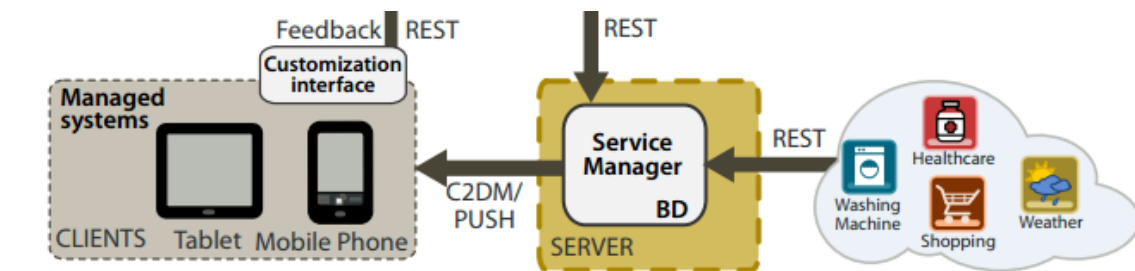 Feedback
REST
Customization
interface
Managed
systems
CLIENTS
Tablet
Mobile Phone
C2DM/
PUSH
REST
Service
Manager
BD
SERVER
REST
Washing
Machine
Healthcare
Shopping
Weather